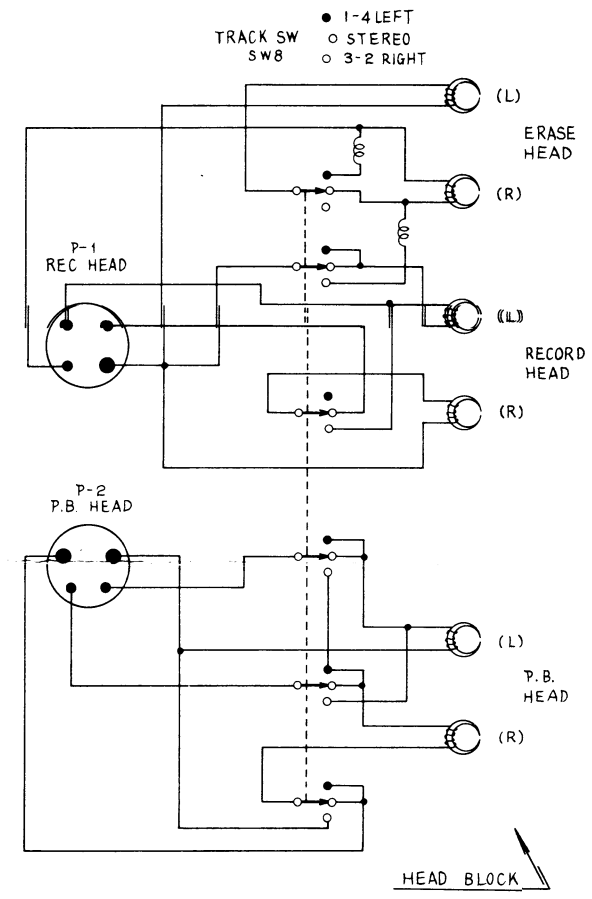 1-4 LEFT
TRACK SW
STEREO
SW8
3-2 RIGHT
(L)
ERASE
HEAD
(R)
P-1
REC HEAD
(L)
RECORD
HEAD
(R)
P-2
P.B. HEAD
(L)
P.B.
HEAD
(R)
HEAD BLOCK